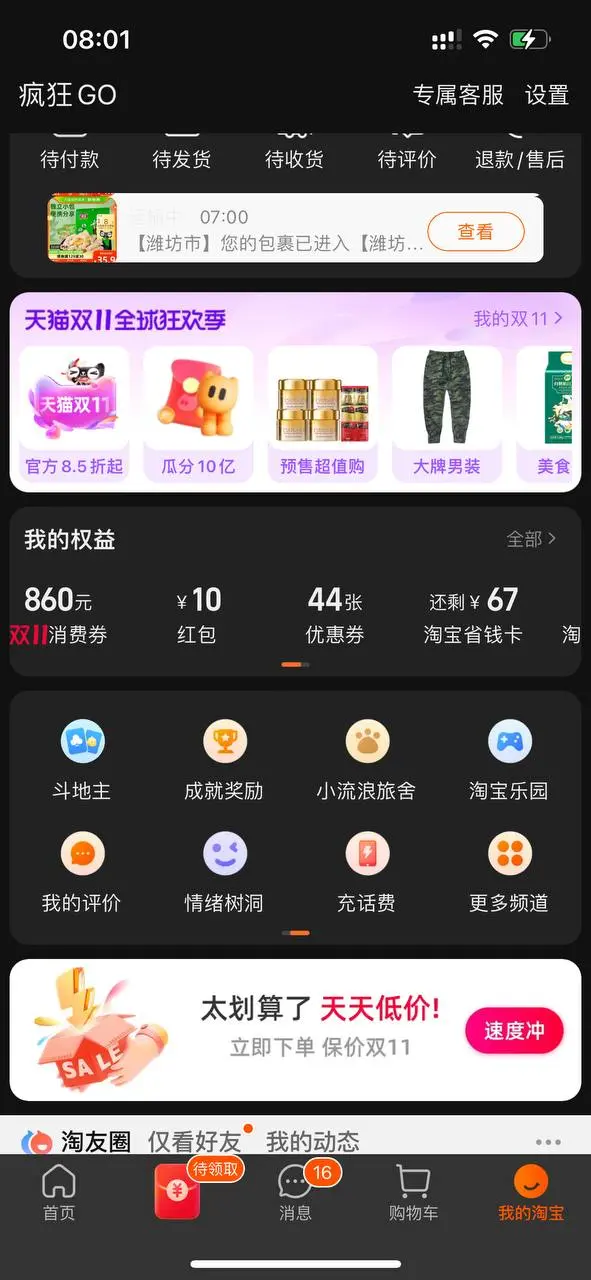 08:01
疯狂GO 专属客服 设置
待付款 待发货 待收货 待评价 退款/售后
运输中 07:00
【潍坊市】您的包裹已进入【潍坊... 查看
天猫双11全球狂欢季 我的双11
天猫双11
官方8.5折起 瓜分10亿 预售超值购 大牌男装 美食
我的权益 全部
860元 ¥10 44张 还剩¥67
双11消费券 红包 优惠券 淘宝省钱卡 淘
斗地主 成就奖励 小流浪旅舍 淘宝乐园
我的评价 情绪树洞 充话费 更多频道
SALE
太划算了 天天低价!
立即下单 保价双11
速度冲
淘友圈 仅看好友 我的动态
待领取 16
首页 消息 购物车 我的淘宝